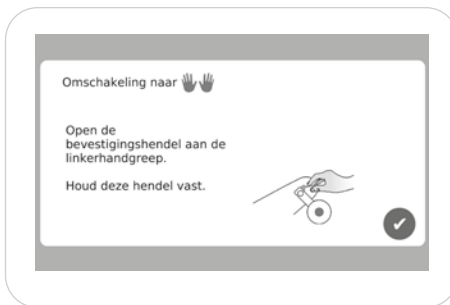 Omschakeling naar
Open de
bevestigingshendel aan de
linkerhandgreep.
Houd deze hendel vast.